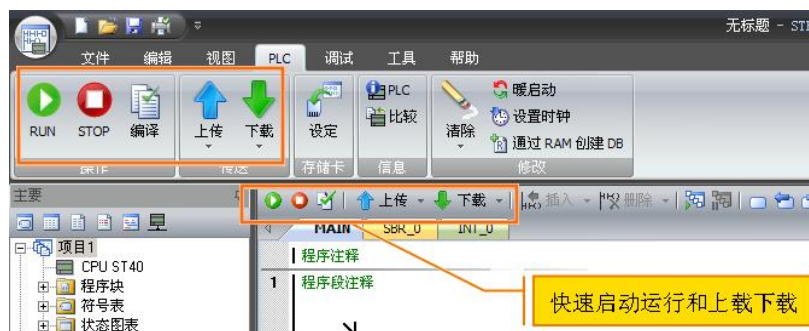 无标题 - ST
文件 编辑 视图 PLC 调试 工具 帮助
RUN STOP 编译 上传 下载 设定 PLC 比较 清除 暖启动 设置时钟 通过 RAM 创建 DB
操作 传送 存储卡 信息 修改
主要
上传 下载 插入 删除
MAIN SBR_0 INT_0
项目1
CPU ST40
程序块
符号表
状态图表
程序注释
1 程序段注释
快速启动运行和上载下载